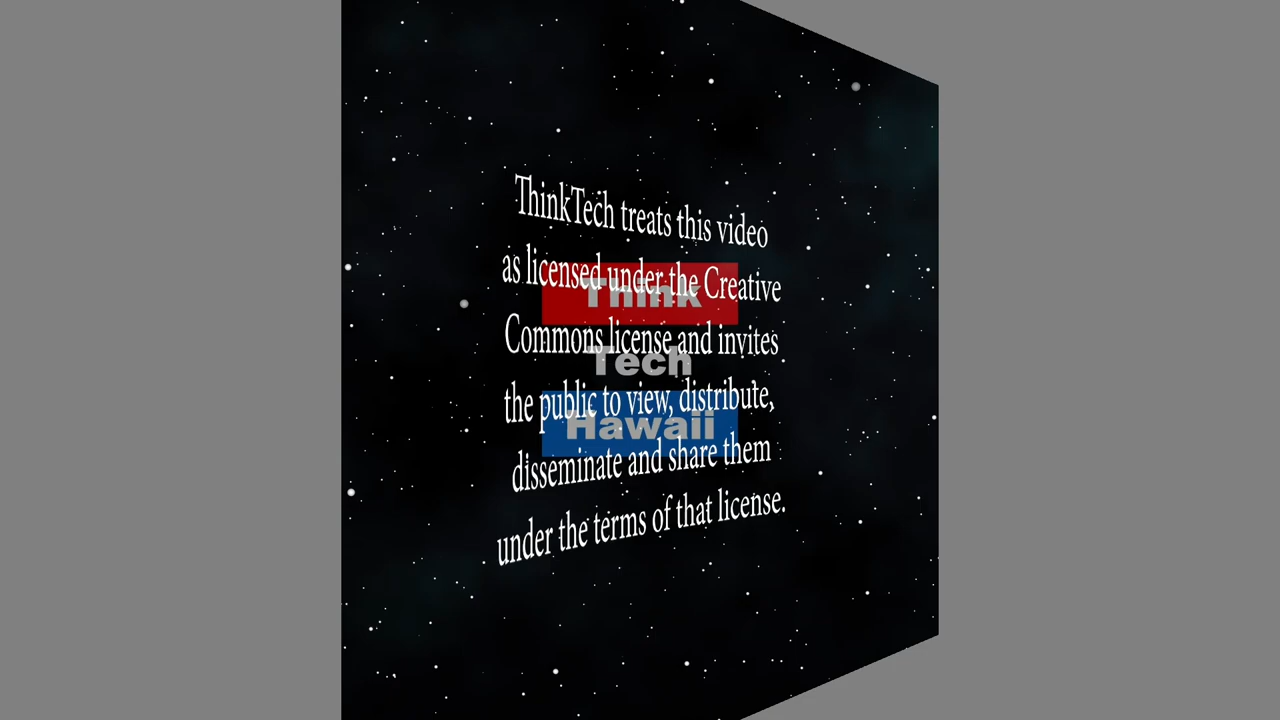 ThinkTech treats this video
as licensed under the Creative
Think
Commons license and invites
Tech
the public to view, distribute,
Hawaii
disseminate and share them
under the terms of that license.